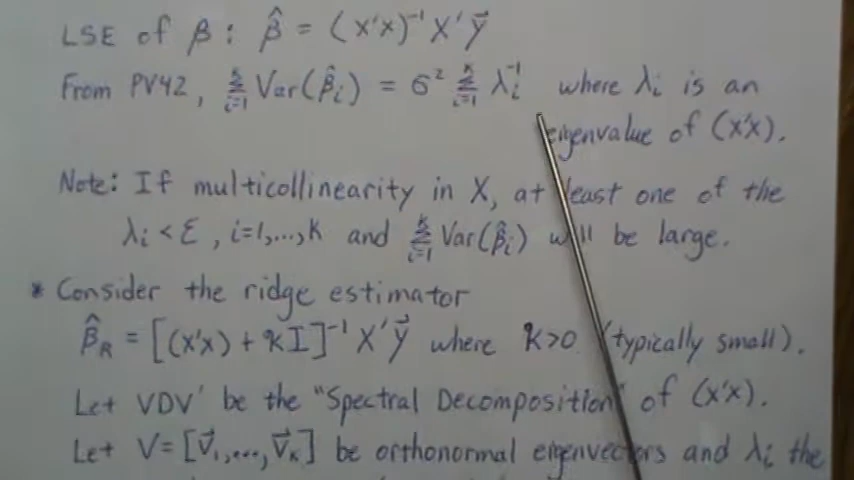 LSE of β : β̂ = (X'X)⁻¹ X' Y⃗
From PV42, Σᵢ₌₁ᴷ Var(β̂ᵢ) = σ² Σᵢ₌₁ᴷ λᵢ⁻¹ where λᵢ is an
eigenvalue of (X'X).
Note: If multicollinearity in X, at least one of the
λᵢ < ε, i=1,...,K and Σᵢ₌₁ᴷ Var(β̂ᵢ) will be large.
* Consider the ridge estimator
β̂_R = [(X'X) + kI]⁻¹ X' Y⃗ where k>0 (typically small).
Let VDV' be the "Spectral Decomposition" of (X'X).
Let V = [V⃗₁,...,V⃗_K] be orthonormal eigenvectors and λᵢ the